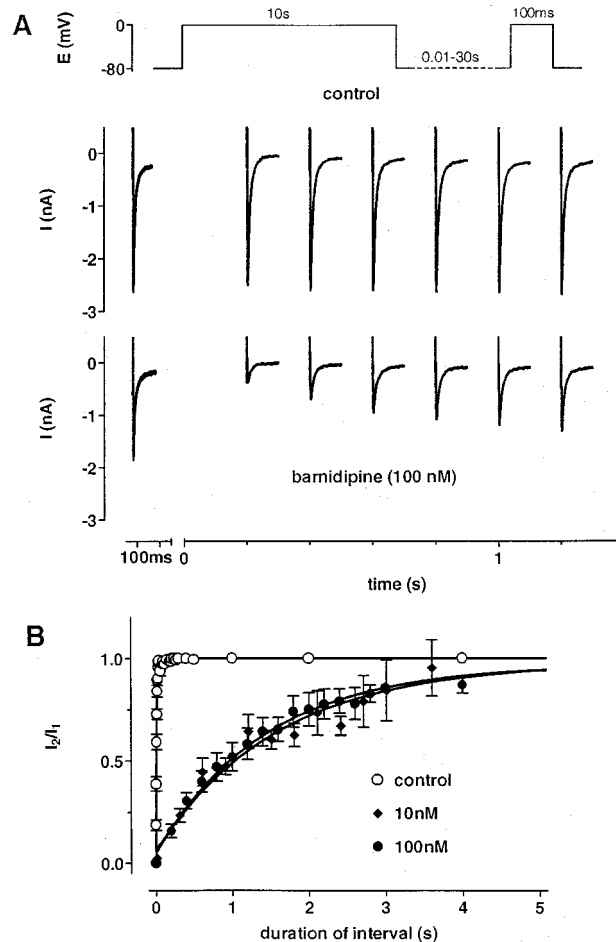 A
E (mV)
0
-80
10s
100ms
0.01-30s
control
I (nA)
0
-1
-2
-3
I (nA)
0
-1
-2
-3
barnidipine (100 nM)
100ms
0
1
time (s)
B
I2/I1
1.0
0.5
0.0
control
10nM
100nM
0
1
2
3
4
5
duration of interval (s)